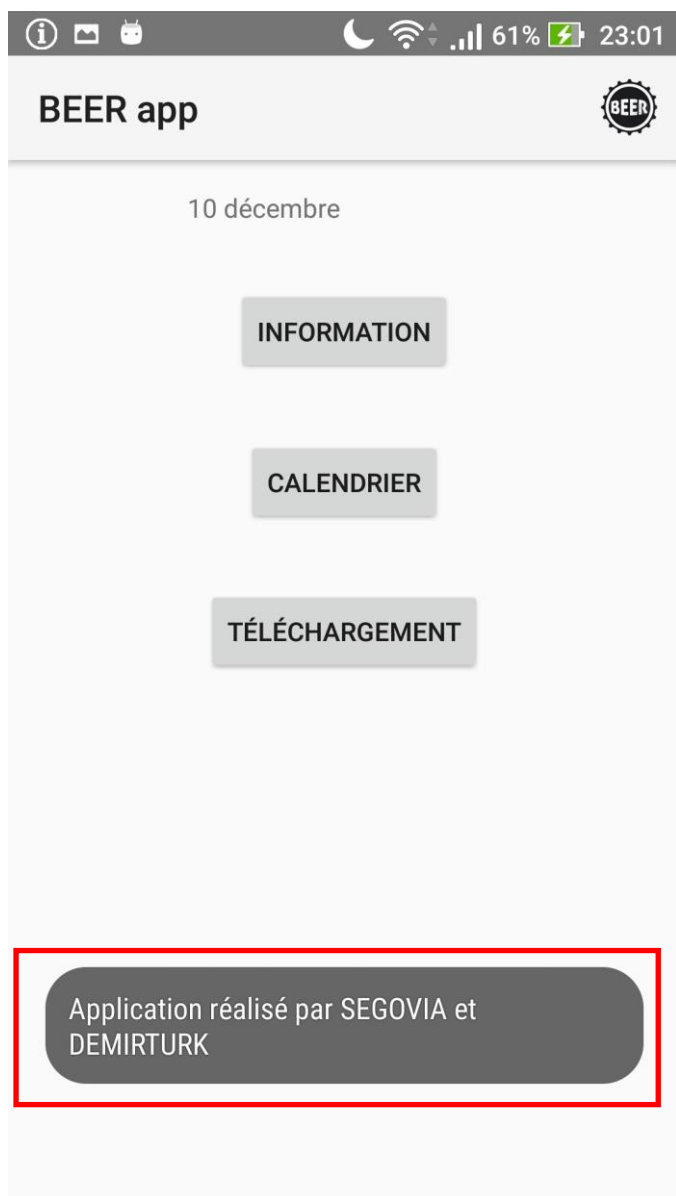 61% 23:01
BEER app
BEER
10 décembre
INFORMATION
CALENDRIER
TÉLÉCHARGEMENT
Application réalisé par SEGOVIA et
DEMIRTURK